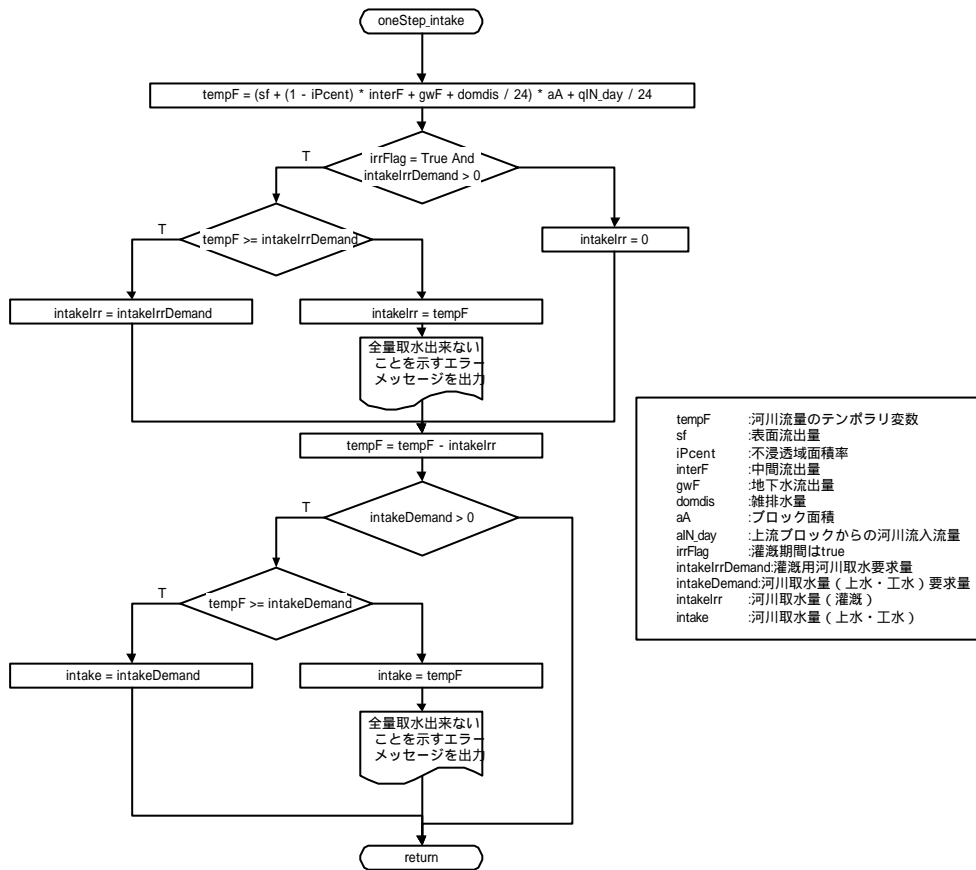 oneStep_intake
tempF = (sf + (1 - iPcent) * interF + gwF + domdis / 24) * aA + qIN_day / 24
T
irrFlag = True And
intakeIrrDemand > 0
T
tempF >= intakeIrrDemand
intakeIrr = 0
intakeIrr = intakeIrrDemand
intakeIrr = tempF
全量取水出来ない
ことを示すエラー
メッセージを出力
tempF = tempF - intakeIrr
T
intakeDemand > 0
T
tempF >= intakeDemand
intake = intakeDemand
intake = tempF
全量取水出来ない
ことを示すエラー
メッセージを出力
return
tempF :河川流量のテンポラリ変数
sf :表面流出量
iPcent :不浸透域面積率
interF :中間流出量
gwF :地下水流出量
domdis :雑排水量
aA :ブロック面積
aIN_day :上流ブロックからの河川流入流量
irrFlag :灌漑期間はtrue
intakeIrrDemand:灌漑用河川取水要求量
intakeDemand:河川取水量(上水・工水)要求量
intakeIrr :河川取水量(灌漑)
intake :河川取水量(上水・工水)